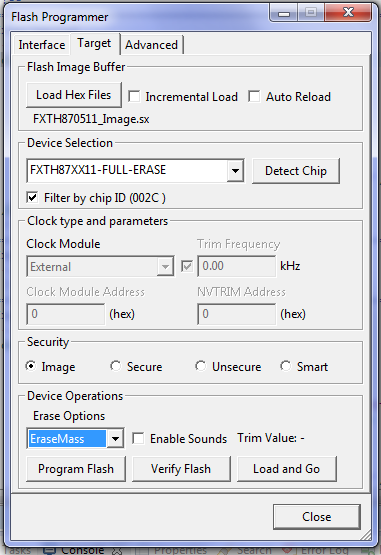 Flash Programmer
Interface Target Advanced
Flash Image Buffer
Load Hex Files Incremental Load Auto Reload
FXTH870511_Image.sx
Device Selection
FXTH87XX11-FULL-ERASE Detect Chip
Filter by chip ID (002C )
Clock type and parameters
Clock Module Trim Frequency
External 0.00 kHz
Clock Module Address NVTRIM Address
0 (hex) 0 (hex)
Security
Image Secure Unsecure Smart
Device Operations
Erase Options
EraseMass Enable Sounds Trim Value: -
Program Flash Verify Flash Load and Go
Close
asks Console Properties Search Error Log